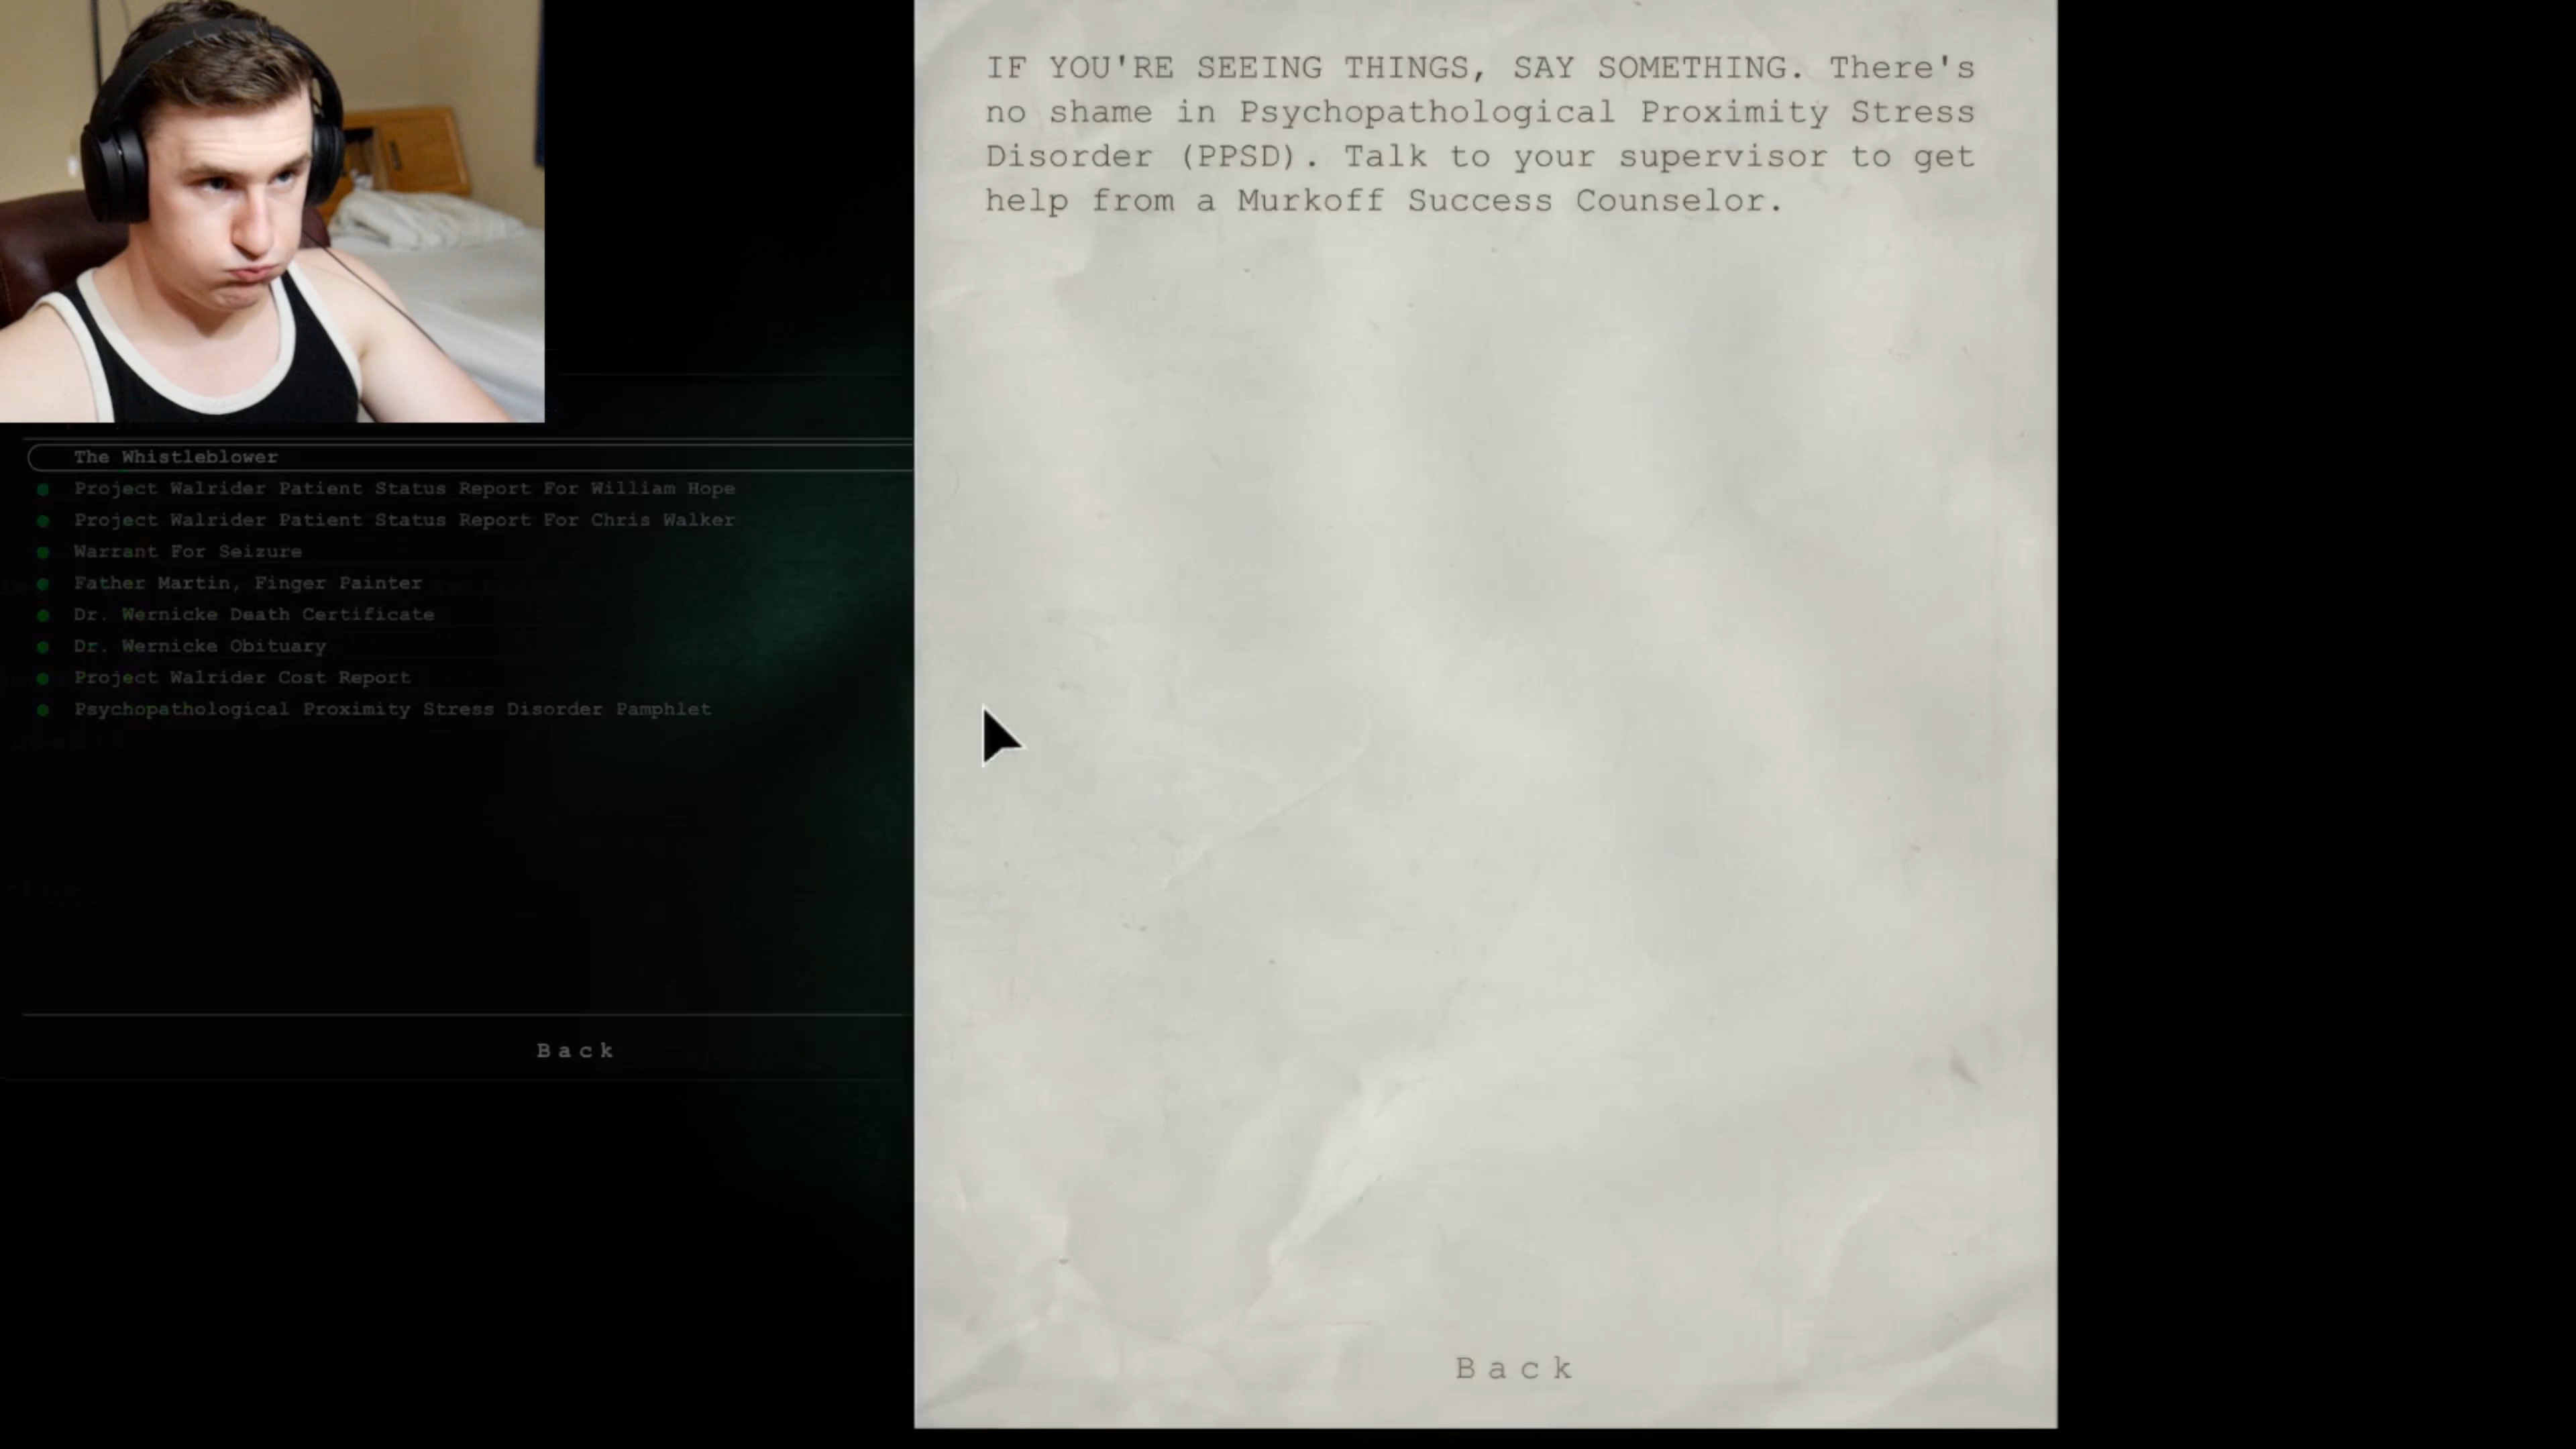 IF YOU'RE SEEING THINGS, SAY SOMETHING. There's
no shame in Psychopathological Proximity Stress
Disorder (PPSD). Talk to your supervisor to get
help from a Murkoff Success Counselor.
The Whistleblower
Project Walrider Patient Status Report For William Hope
Project Walrider Patient Status Report For Chris Walker
Warrant For Seizure
Father Martin, Finger Painter
Dr. Wernicke Death Certificate
Dr. Wernicke Obituary
Project Walrider Cost Report
Psychopathological Proximity Stress Disorder Pamphlet
Back
Back